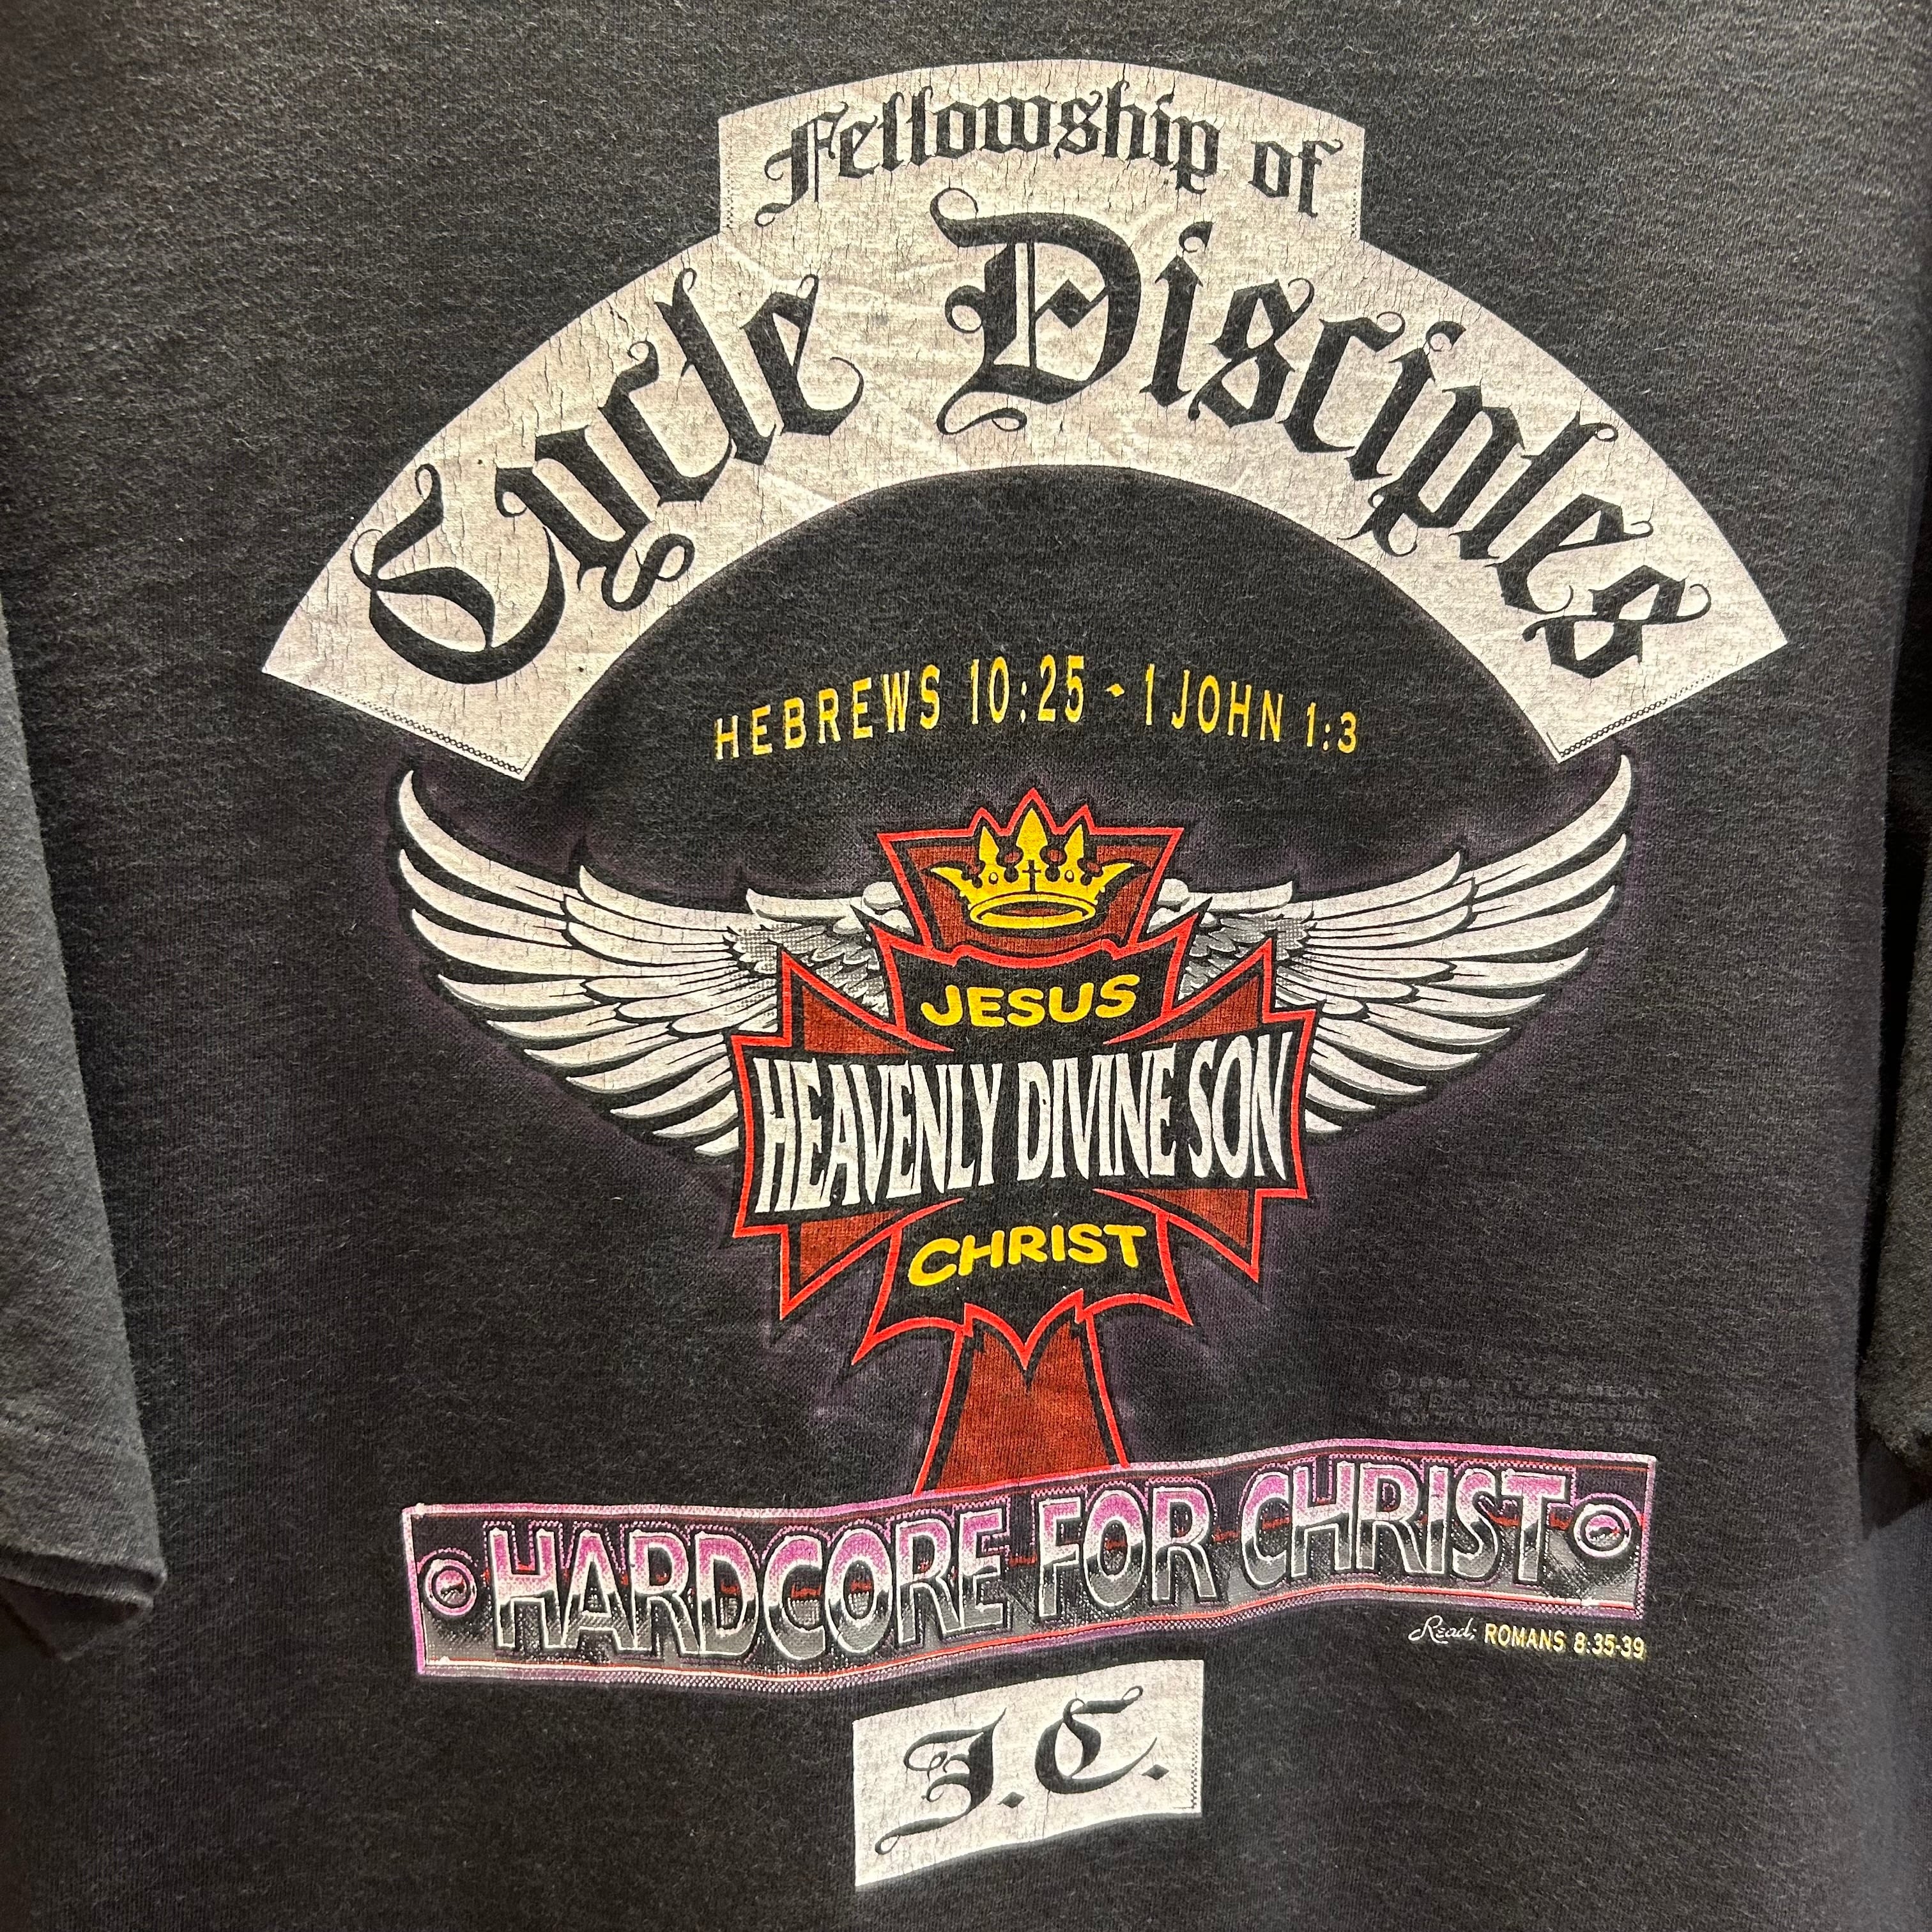 Fellowship of
Cycle Disciples
HEBREWS 10:25 - 1 JOHN 1:3
JESUS
HEAVENLY DIVINE SON
CHRIST
HARDCORE FOR CHRIST
Read: ROMANS 8:35-39
J.C.